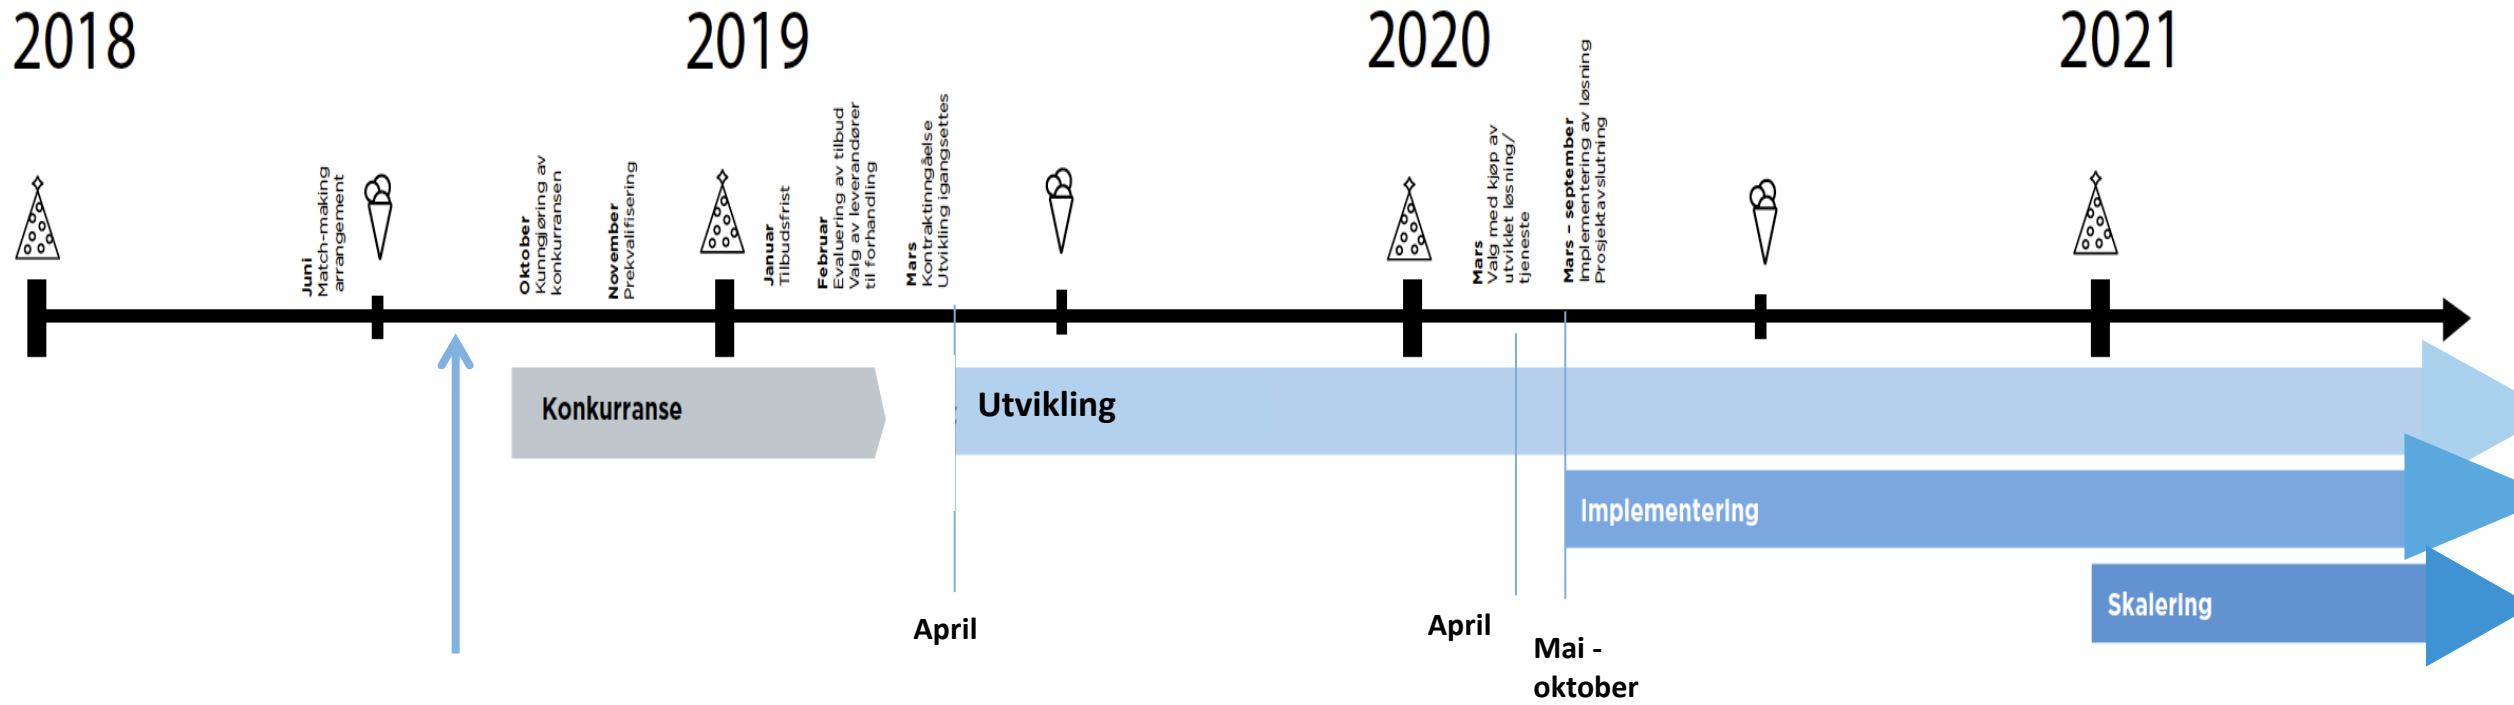 2018
2019
2020
2021
Juni
Match-making
arrangement
Oktober
Kunngjøring av
konkurransen
November
Prekvalifisering
Januar
Tilbudsfrist
Februar
Evaluering av tilbud
Valg av leverandører
til forhandling
Mars
Kontraktinngåelse
Utvikling igangsettes
Mars
Valg med kjøp av
utviklet løsning/
tjeneste
Mars – september
Implementering av løsning
Prosjektavslutning
Konkurranse
Utvikling
Implementering
Skalering
April
April
Mai -
oktober